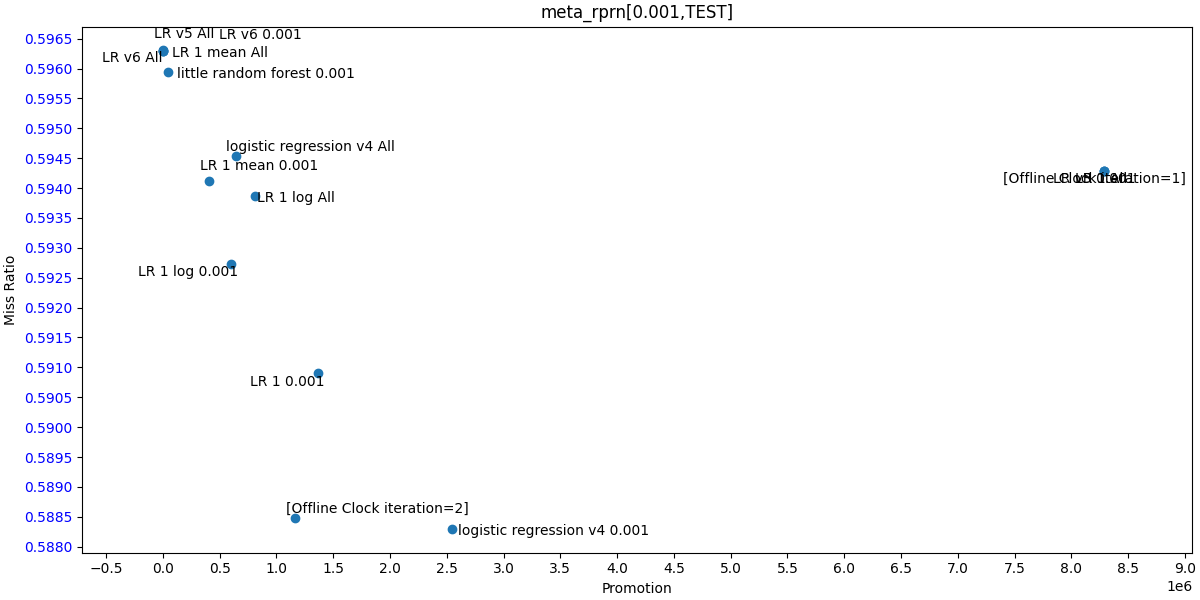 meta_rprn[0.001,TEST]
LR v5 All
LR v6 0.001
LR v6 All
LR 1 mean All
little random forest 0.001
logistic regression v4 All
LR 1 mean 0.001
LR 1 log All
[Offline Clock iteration=1]
LR 1 log 0.001
LR 1 0.001
[Offline Clock iteration=2]
logistic regression v4 0.001
Miss Ratio
0.5965
0.5960
0.5955
0.5950
0.5945
0.5940
0.5935
0.5930
0.5925
0.5920
0.5915
0.5910
0.5905
0.5900
0.5895
0.5890
0.5885
0.5880
−0.5 0.0 0.5 1.0 1.5 2.0 2.5 3.0 3.5 4.0 4.5 5.0 5.5 6.0 6.5 7.0 7.5 8.0 8.5 9.0
1e6
Promotion